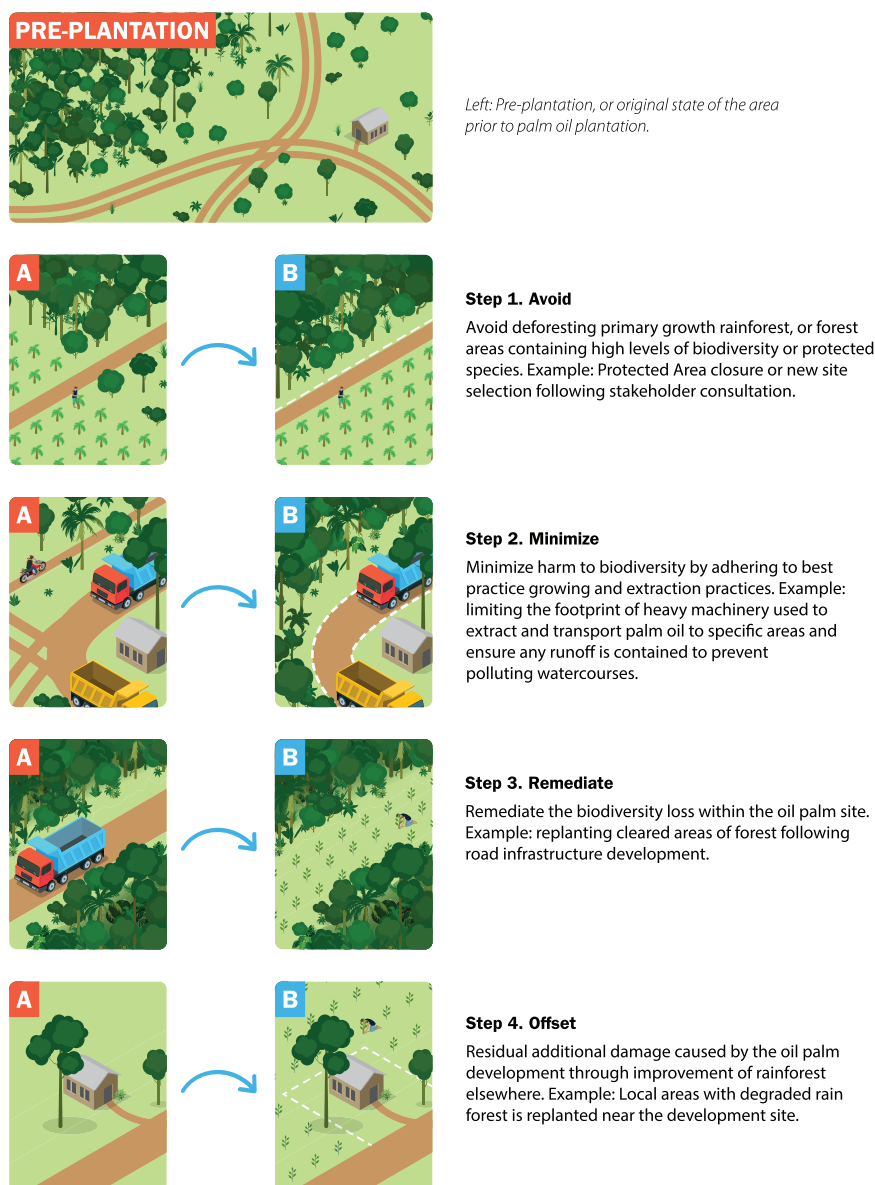 PRE-PLANTATION
Left: Pre-plantation, or original state of the area
prior to palm oil plantation.
A
B
Step 1. Avoid
Avoid deforesting primary growth rainforest, or forest
areas containing high levels of biodiversity or protected
species. Example: Protected Area closure or new site
selection following stakeholder consultation.
A
B
Step 2. Minimize
Minimize harm to biodiversity by adhering to best
practice growing and extraction practices. Example:
limiting the footprint of heavy machinery used to
extract and transport palm oil to specific areas and
ensure any runoff is contained to prevent
polluting watercourses.
A
B
Step 3. Remediate
Remediate the biodiversity loss within the oil palm site.
Example: replanting cleared areas of forest following
road infrastructure development.
A
B
Step 4. Offset
Residual additional damage caused by the oil palm
development through improvement of rainforest
elsewhere. Example: Local areas with degraded rain
forest is replanted near the development site.